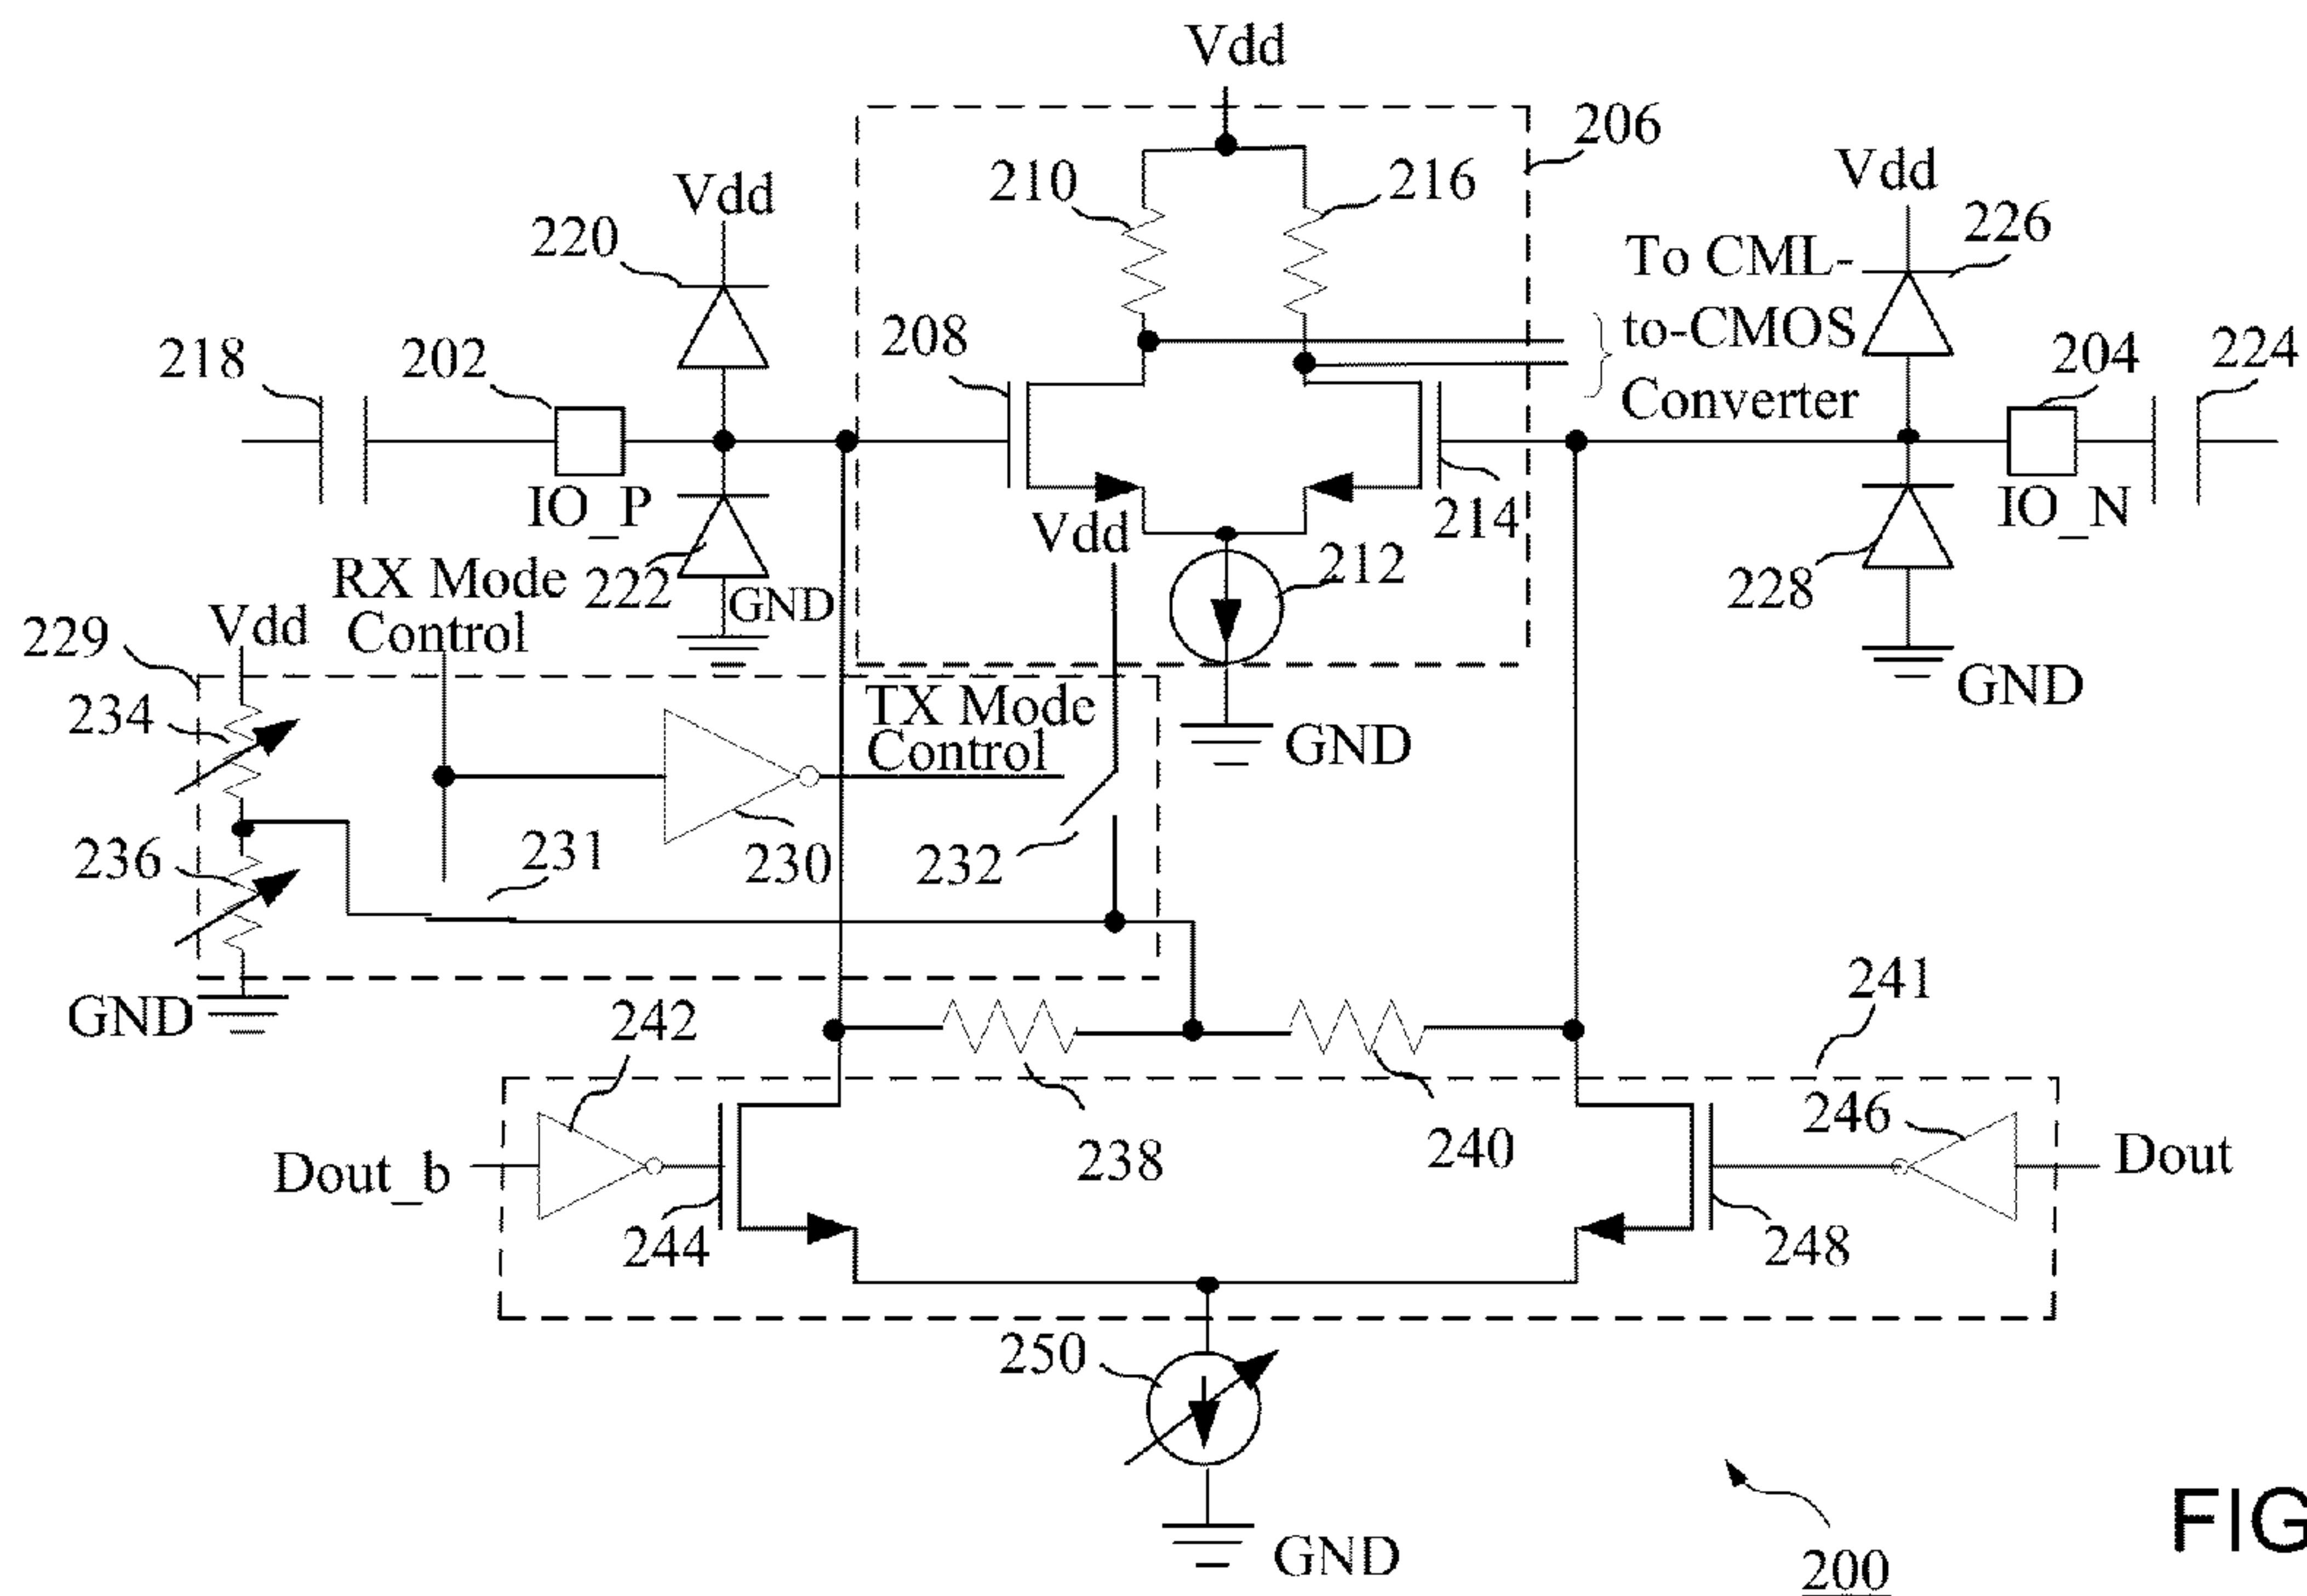 Vdd
206
210
216
Vdd
220
Vdd
226
To CML-
to-CMOS
Converter
208
218
202
204
224
IO_P
Vdd
214
IO_N
RX Mode
Control
222
GND
212
228
229
Vdd
GND
234
TX Mode
Control
GND
236
231
230
232
GND
242
241
246
Dout_b
238
240
Dout
244
248
250
GND
200
FIG